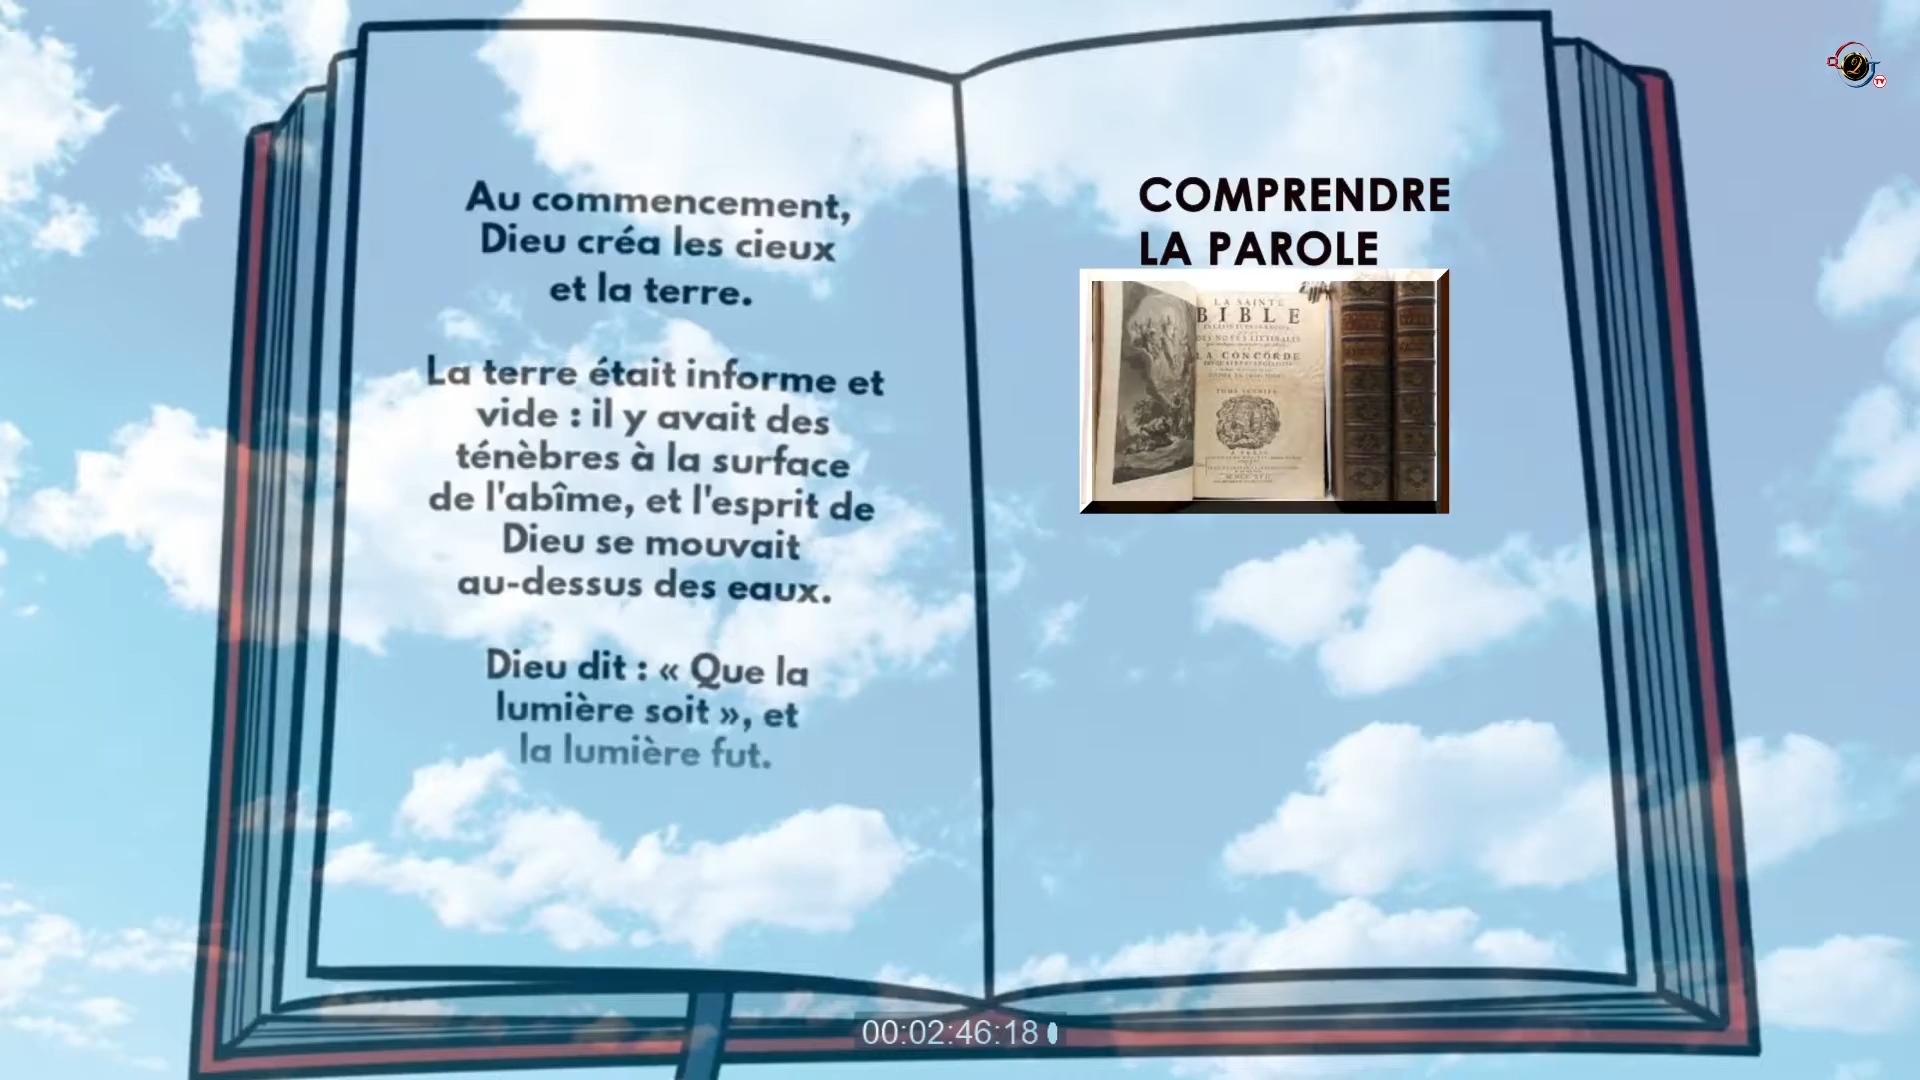 Au commencement,
Dieu créa les cieux
et la terre.
La terre était informe et
vide : il y avait des
ténèbres à la surface
de l'abîme, et l'esprit de
Dieu se mouvait
au-dessus des eaux.
Dieu dit : « Que la
lumière soit », et
la lumière fut.
COMPRENDRE
LA PAROLE
LA SAINTE
BIBLE
LA CONCORDE
TV
00:02:46:18